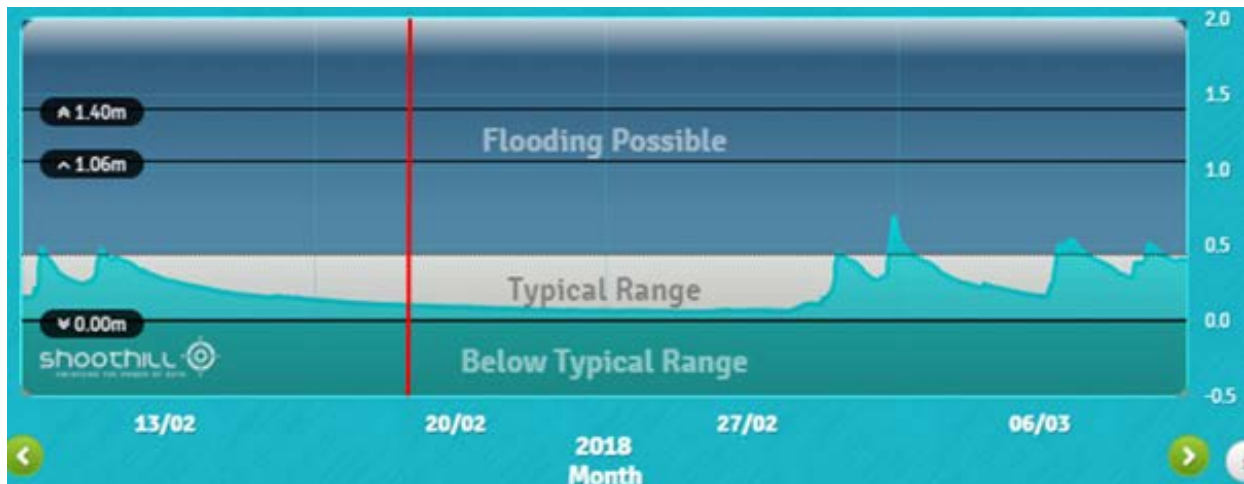 2.0
1.5
1.40m
Flooding Possible
1.06m
1.0
0.5
Typical Range
0.00m
0.0
shoothill
Below Typical Range
-0.5
13/02
20/02
27/02
06/03
2018
Month